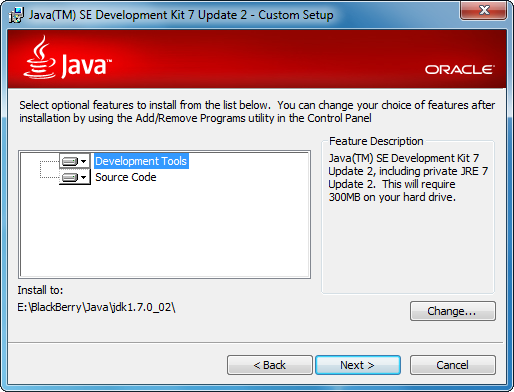 Java(TM) SE Development Kit 7 Update 2 - Custom Setup
Java™
ORACLE®
Select optional features to install from the list below. You can change your choice of features after
installation by using the Add/Remove Programs utility in the Control Panel
Development Tools
Source Code
Feature Description
Java(TM) SE Development Kit 7
Update 2, including private JRE 7
Update 2. This will require
300MB on your hard drive.
Install to:
E:\BlackBerry\Java\jdk1.7.0_02\
Change...
< Back
Next >
Cancel